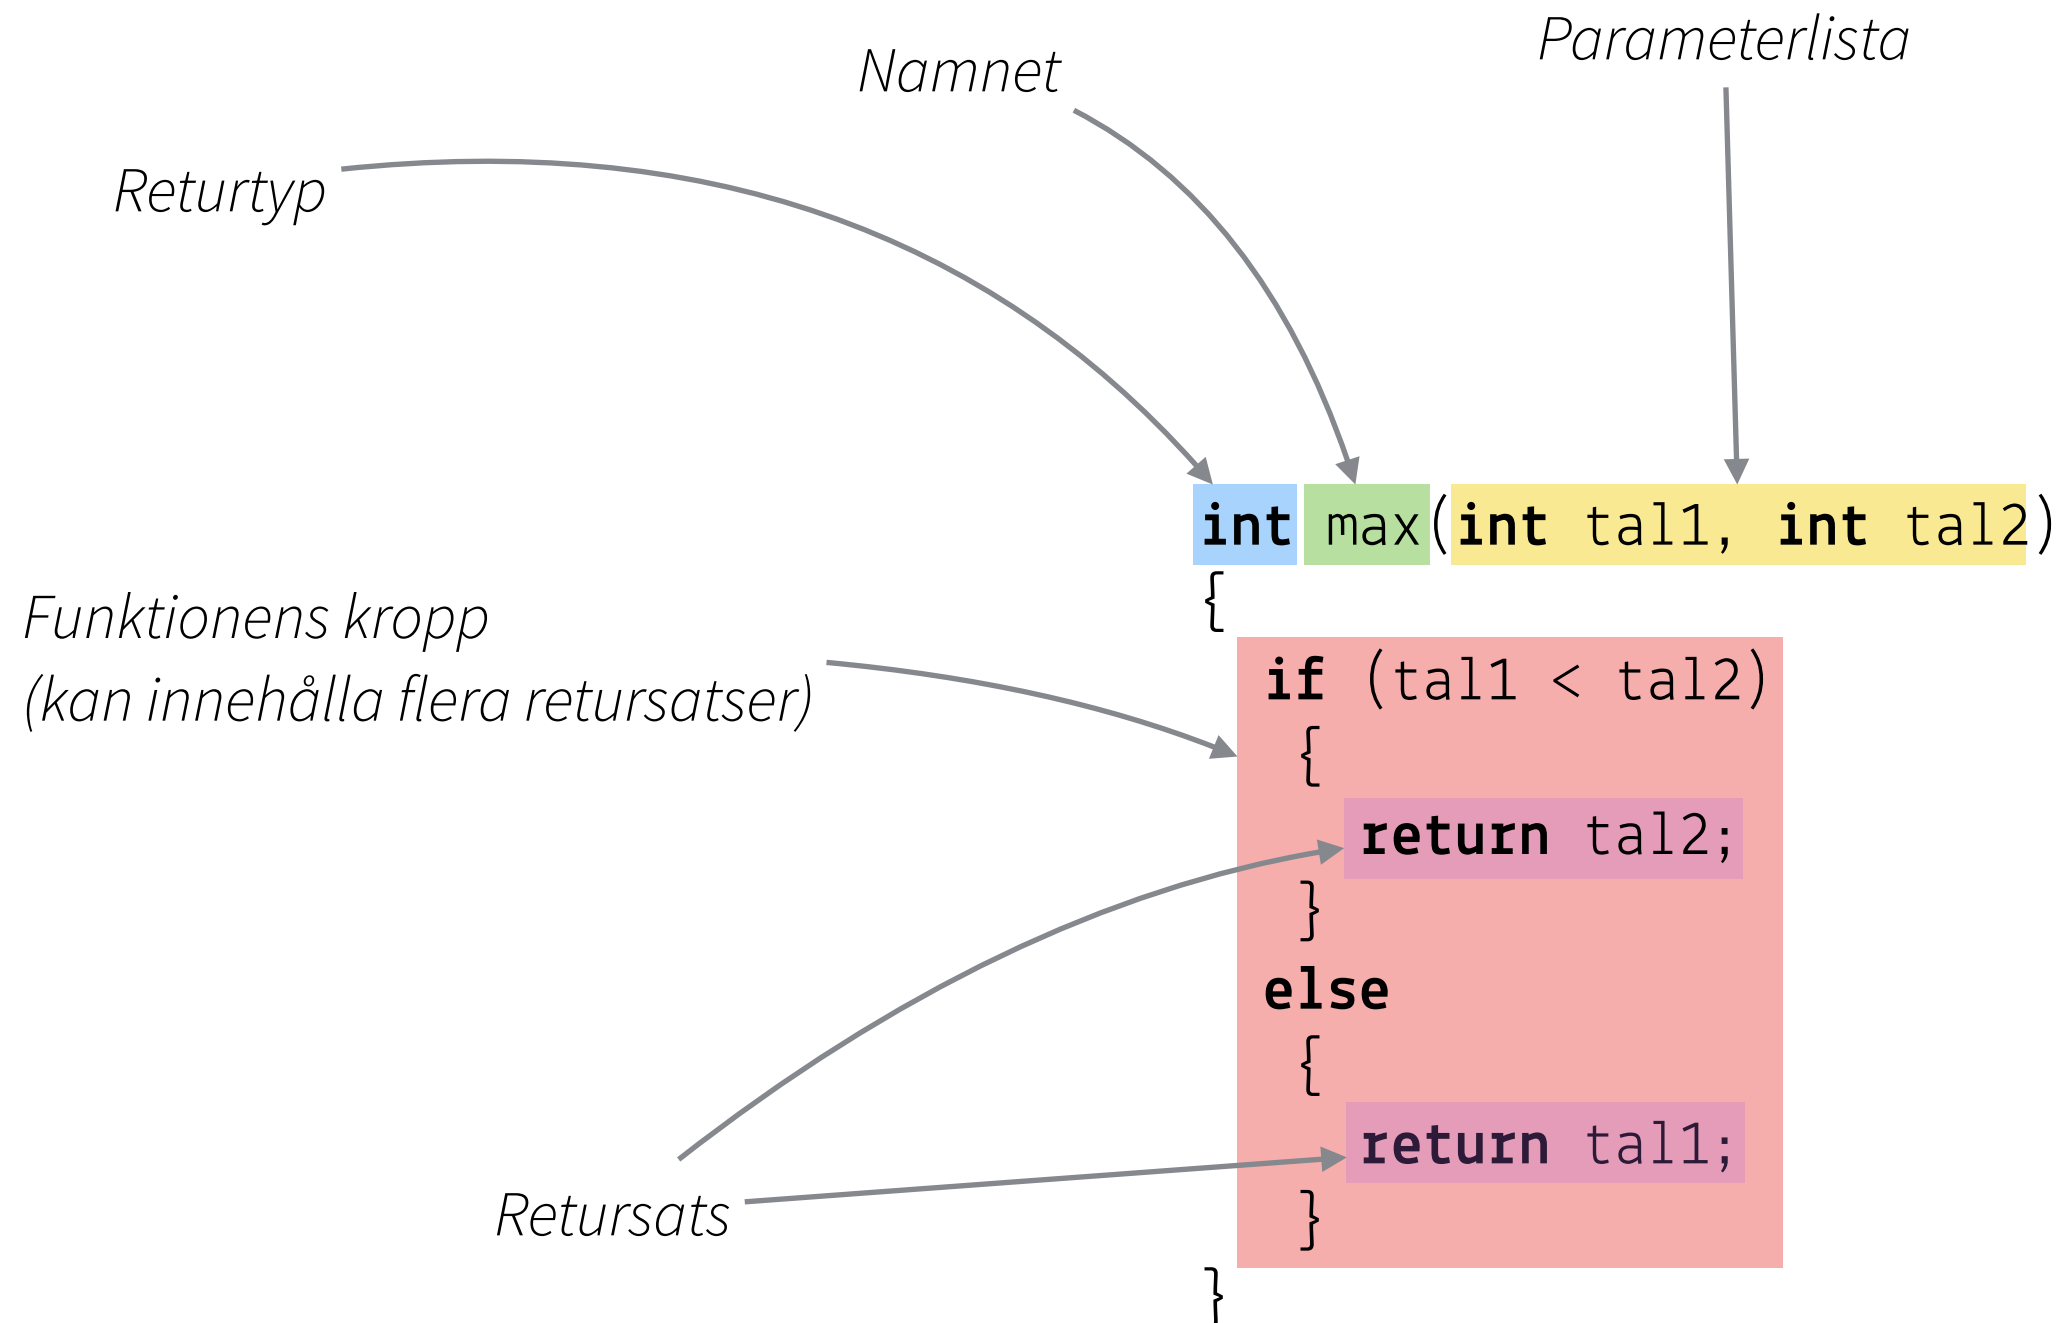 Parameterlista
Namnet
Returtyp
int max(int tal1, int tal2)
{
Funktionens kropp
(kan innehålla flera retursatser)
if (tal1 < tal2)
{
return tal2;
}
else
{
return tal1;
}
Retursats
}